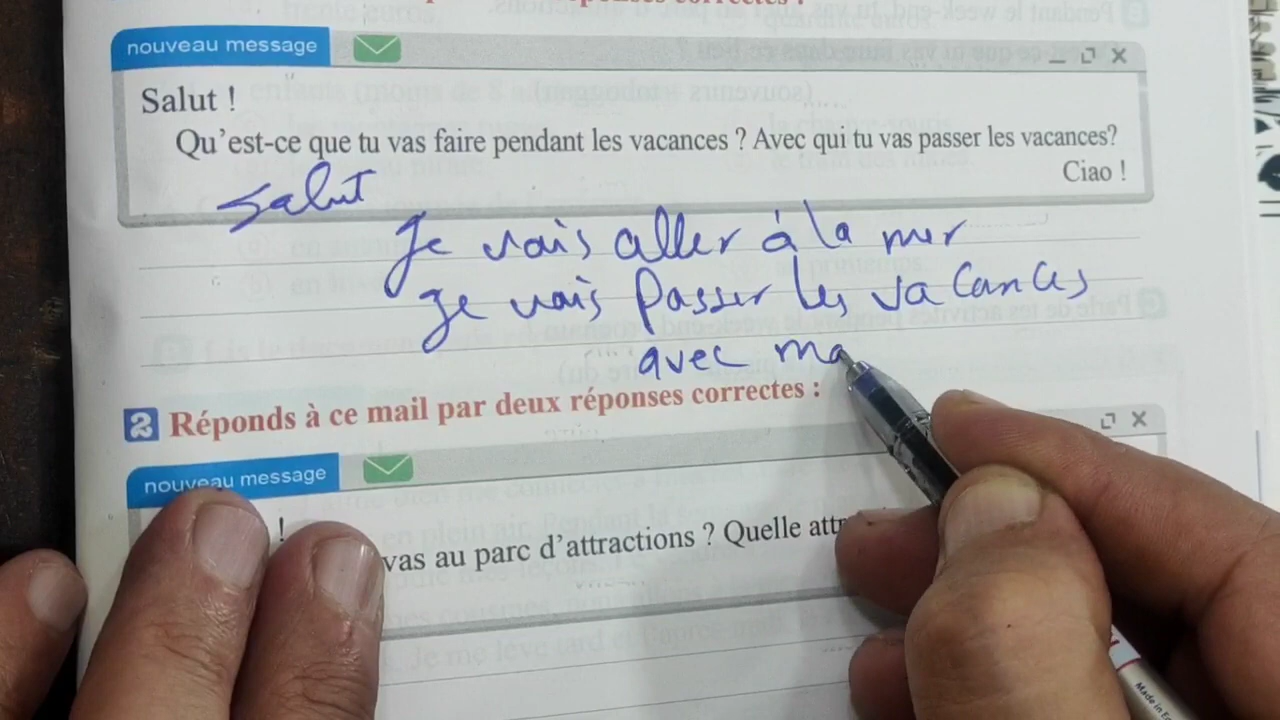 nouveau message
Salut !
Qu'est-ce que tu vas faire pendant les vacances ? Avec qui tu vas passer les vacances?
Ciao !
Salut
Je vais aller à la mer
Je vais Passer les vacances
avec ma
2 Réponds à ce mail par deux réponses correctes :
nouveau message
!
vas au parc d'attractions ? Quelle attr